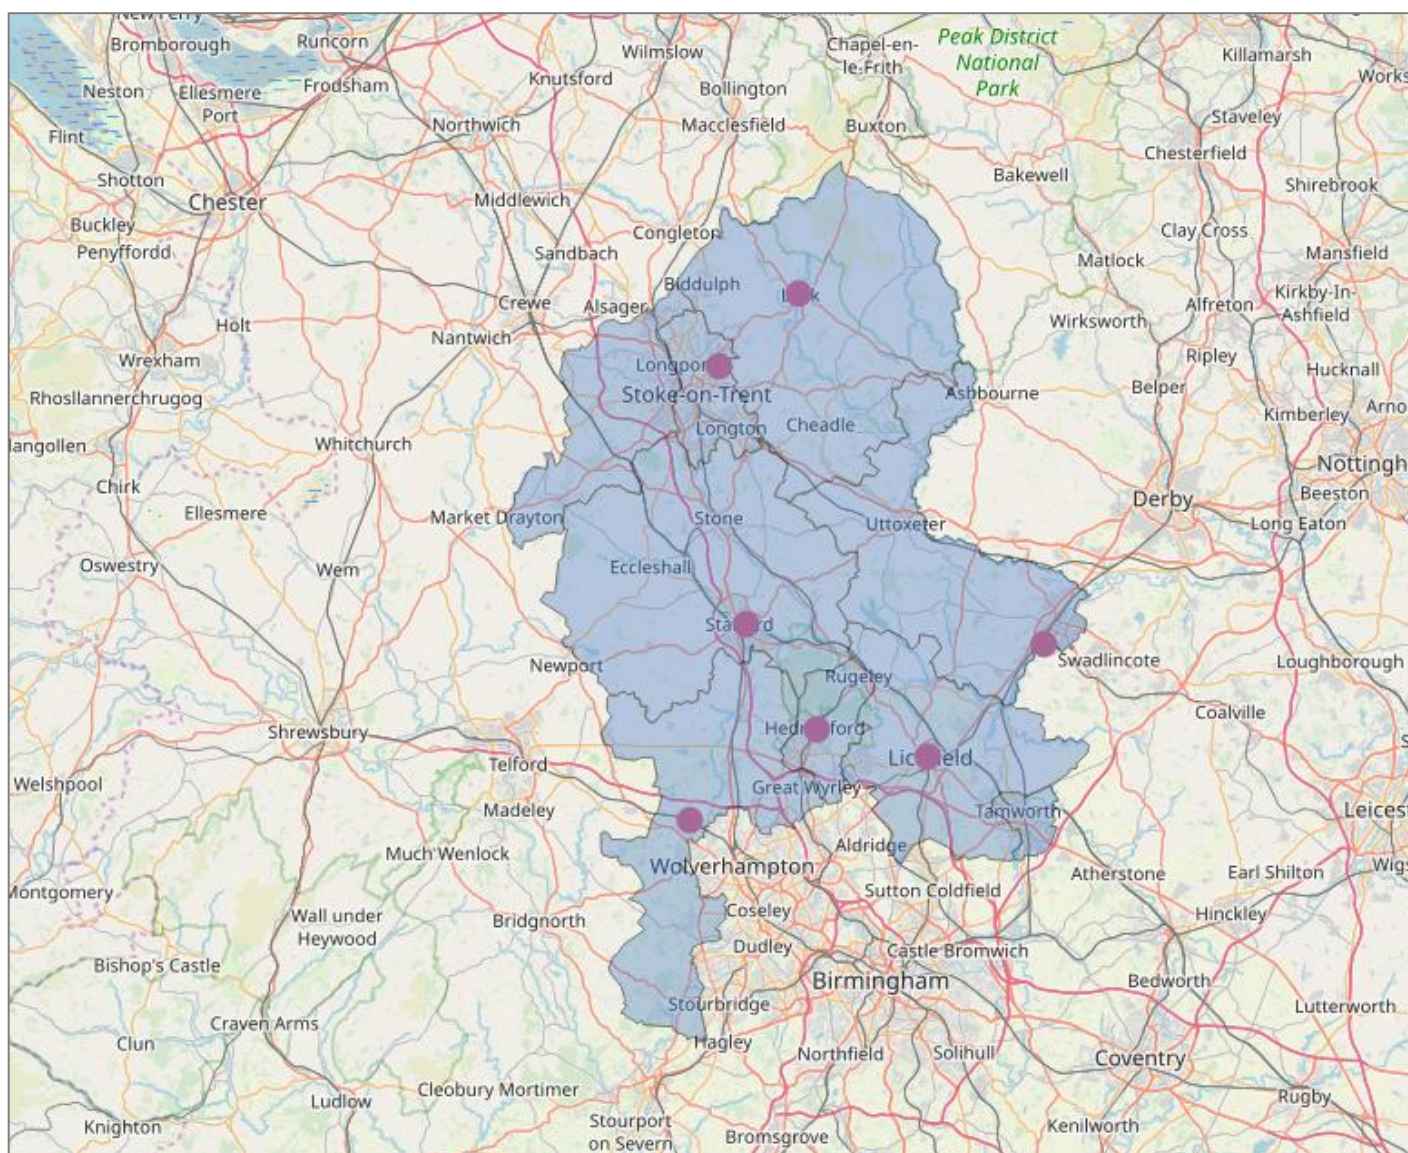 New Ferry
Bromborough
Runcorn
Wilmslow
Chapel-en-
le-Frith
Peak District
National
Park
Killamarsh
Neston
Ellesmere
Port
Frodsham
Knutsford
Bollington
Works
Flint
Northwich
Macclesfield
Buxton
Staveley
Chesterfield
Shotton
Chester
Middlewich
Bakewell
Shirebrook
Buckley
Penyffordd
Sandbach
Congleton
Clay Cross
Matlock
Mansfield
Holt
Crewe
Alsager
Biddulph
Alfreton
Kirkby-In-
Ashfield
Nantwich
Wirksworth
Wrexham
Ripley
Hucknall
Rhosllannerchrugog
Stoke-on-Trent
Ashbourne
Belper
Kimberley
Arno
langollen
Whitchurch
Longton
Cheadle
Nottingh
Chirk
Ellesmere
Market Drayton
Stone
Uttoxeter
Derby
Beeston
Long Eaton
Oswestry
Wem
Eccleshall
Newport
Rugeley
Swadlincote
Loughborough
Shrewsbury
Coalville
Welshpool
Telford
Great Wyrley
Madeley
Tamworth
Leicest
Much Wenlock
Wolverhampton
Aldridge
Atherstone
Earl Shilton
Wigs
Montgomery
Wall under
Heywood
Bridgnorth
Coseley
Sutton Coldfield
Hinckley
Bishop's Castle
Dudley
Castle Bromwich
Birmingham
Bedworth
Lutterworth
Craven Arms
Stourbridge
Clun
Hagley
Northfield
Solihull
Coventry
Ludlow
Cleobury Mortimer
Rugby
Knighton
Stourport
on Severn
Bromsgrove
Kenilworth